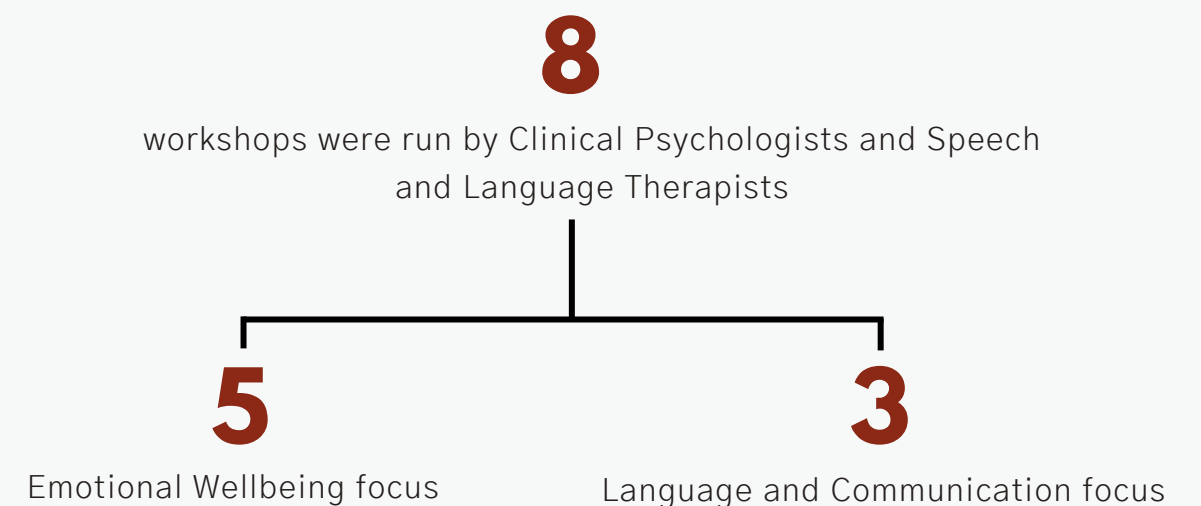 8
workshops were run by Clinical Psychologists and Speech
and Language Therapists
5
3
Emotional Wellbeing focus
Language and Communication focus